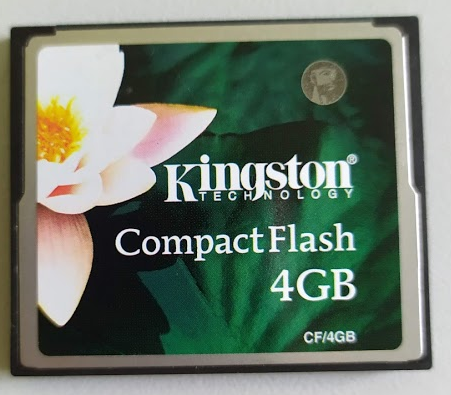 Kingston®
TECHNOLOGY
CompactFlash
4GB
CF/4GB